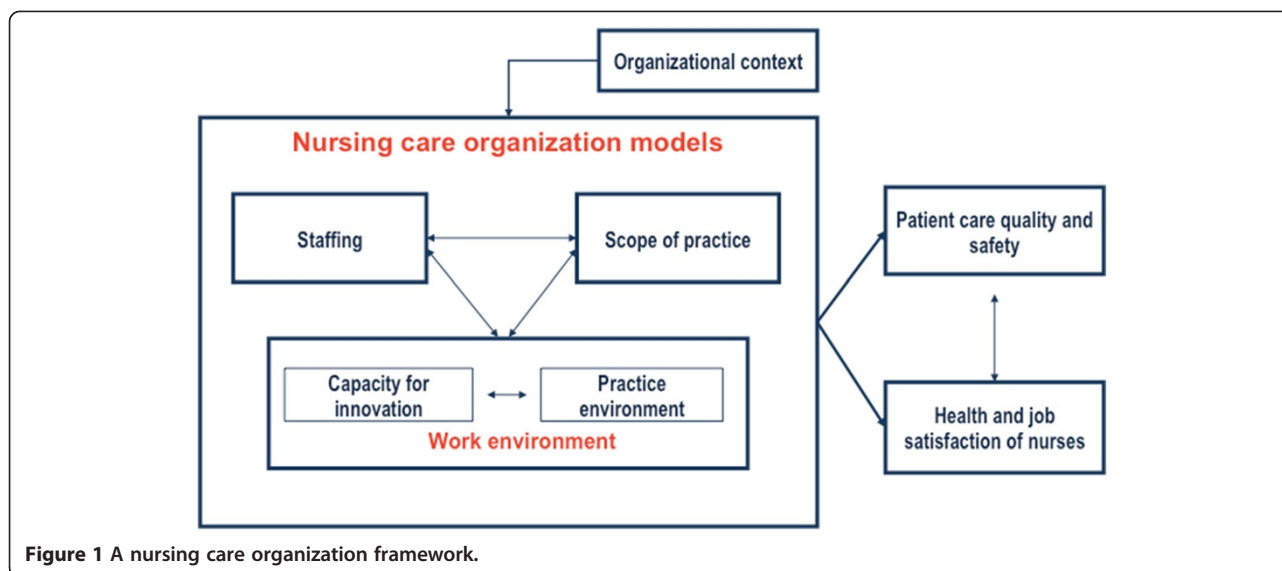 Organizational context
Nursing care organization models
Staffing
Scope of practice
Capacity for
innovation
Practice
environment
Work environment
Patient care quality and
safety
Health and job
satisfaction of nurses
Figure 1 A nursing care organization framework.